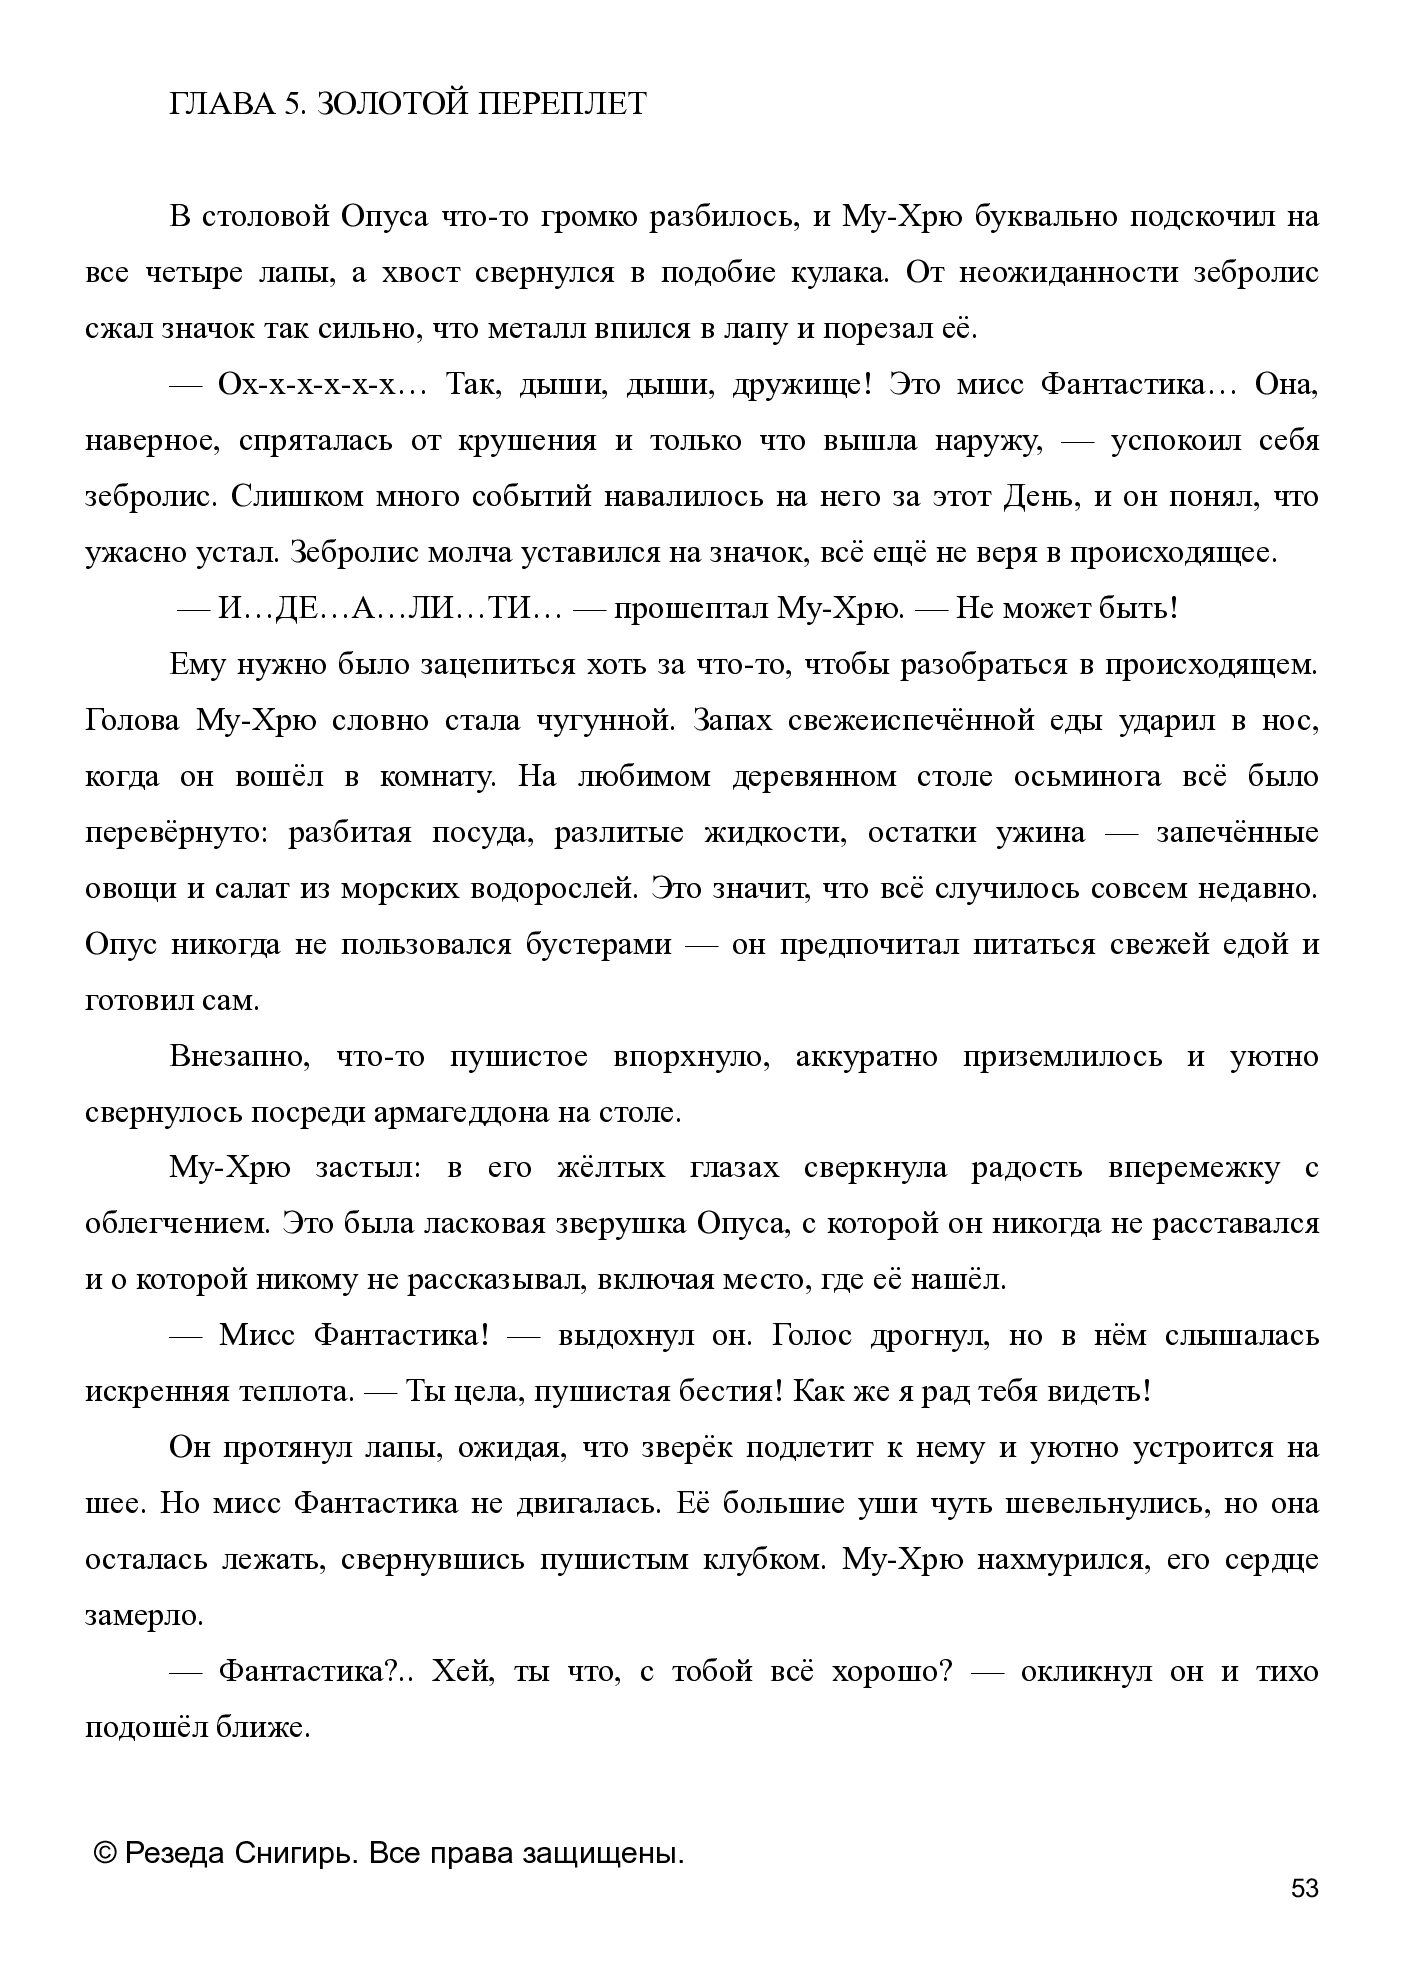 ГЛАВА 5. ЗОЛОТОЙ ПЕРЕПЛЕТ
В столовой Опуса что-то громко разбилось, и Му-Хрю буквально подскочил на
все четыре лапы, а хвост свернулся в подобие кулака. От неожиданности зебролис
сжал значок так сильно, что металл впился в лапу и порезал её.
— Ох-х-х-х-х-х… Так, дыши, дыши, дружище! Это мисс Фантастика… Она,
наверное, спряталась от крушения и только что вышла наружу, — успокоил себя
зебролис. Слишком много событий навалилось на него за этот День, и он понял, что
ужасно устал. Зебролис молча уставился на значок, всё ещё не веря в происходящее.
— И…ДЕ…А…ЛИ…ТИ… — прошептал Му-Хрю. — Не может быть!
Ему нужно было зацепиться хоть за что-то, чтобы разобраться в происходящем.
Голова Му-Хрю словно стала чугунной. Запах свежеиспечённой еды ударил в нос,
когда он вошёл в комнату. На любимом деревянном столе осьминога всё было
перевёрнуто: разбитая посуда, разлитые жидкости, остатки ужина — запечённые
овощи и салат из морских водорослей. Это значит, что всё случилось совсем недавно.
Опус никогда не пользовался бустерами — он предпочитал питаться свежей едой и
готовил сам.
Внезапно, что-то пушистое впорхнуло, аккуратно приземлилось и уютно
свернулось посреди армагеддона на столе.
Му-Хрю застыл: в его жёлтых глазах сверкнула радость вперемежку с
облегчением. Это была ласковая зверушка Опуса, с которой он никогда не расставался
и о которой никому не рассказывал, включая место, где её нашёл.
— Мисс Фантастика! — выдохнул он. Голос дрогнул, но в нём слышалась
искренняя теплота. — Ты цела, пушистая бестия! Как же я рад тебя видеть!
Он протянул лапы, ожидая, что зверёк подлетит к нему и уютно устроится на
шее. Но мисс Фантастика не двигалась. Её большие уши чуть шевельнулись, но она
осталась лежать, свернувшись пушистым клубком. Му-Хрю нахмурился, его сердце
замерло.
— Фантастика?.. Хей, ты что, с тобой всё хорошо? — окликнул он и тихо
подошёл ближе.
© Резеда Снигирь. Все права защищены.
53